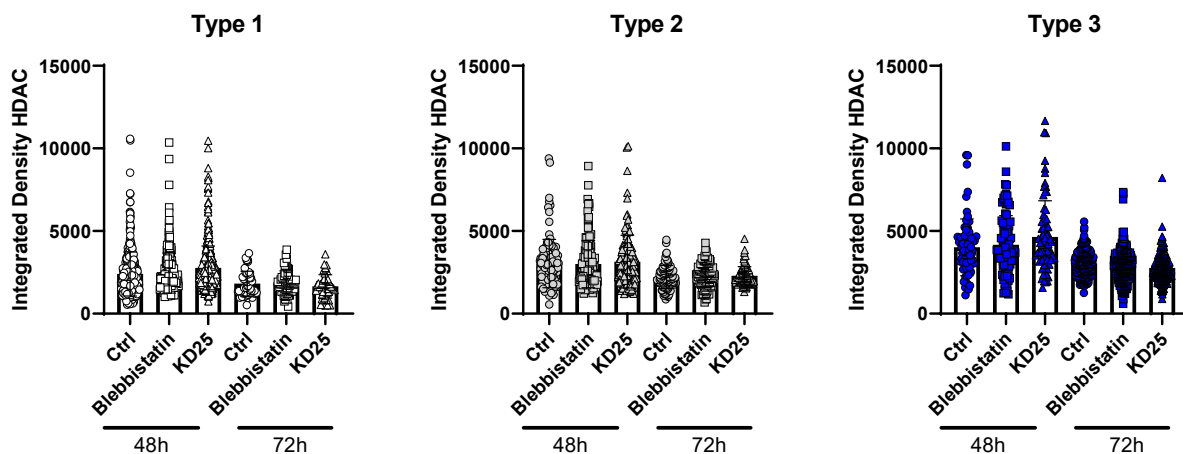 Type 1
Integrated Density HDAC
15000
10000
5000
0
Ctrl
Blebbistatin
KD25
Ctrl
Blebbistatin
KD25
48h
72h
Type 2
Integrated Density HDAC
15000
10000
5000
0
Ctrl
Blebbistatin
KD25
Ctrl
Blebbistatin
KD25
48h
72h
Type 3
Integrated Density HDAC
15000
10000
5000
0
Ctrl
Blebbistatin
KD25
Ctrl
Blebbistatin
KD25
48h
72h